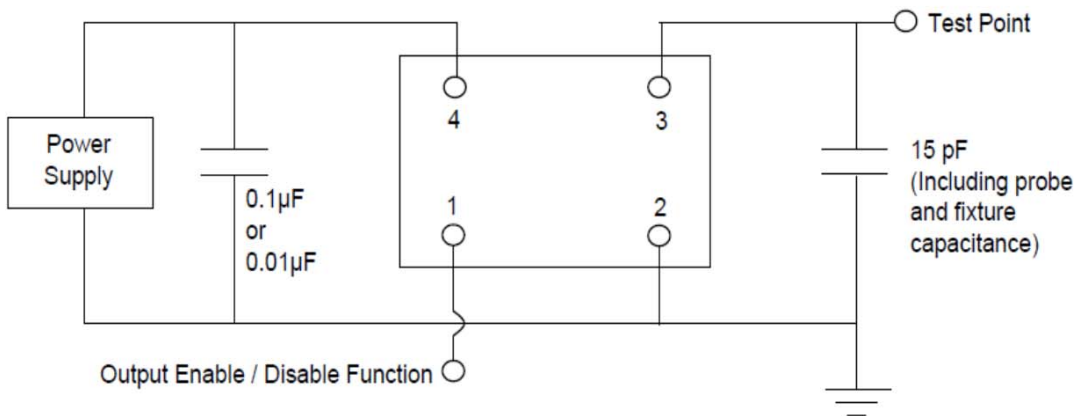 Test Point
4
3
Power
Supply
15 pF
(Including probe
and fixture
capacitance)
0.1µF
or
0.01µF
1
2
Output Enable / Disable Function